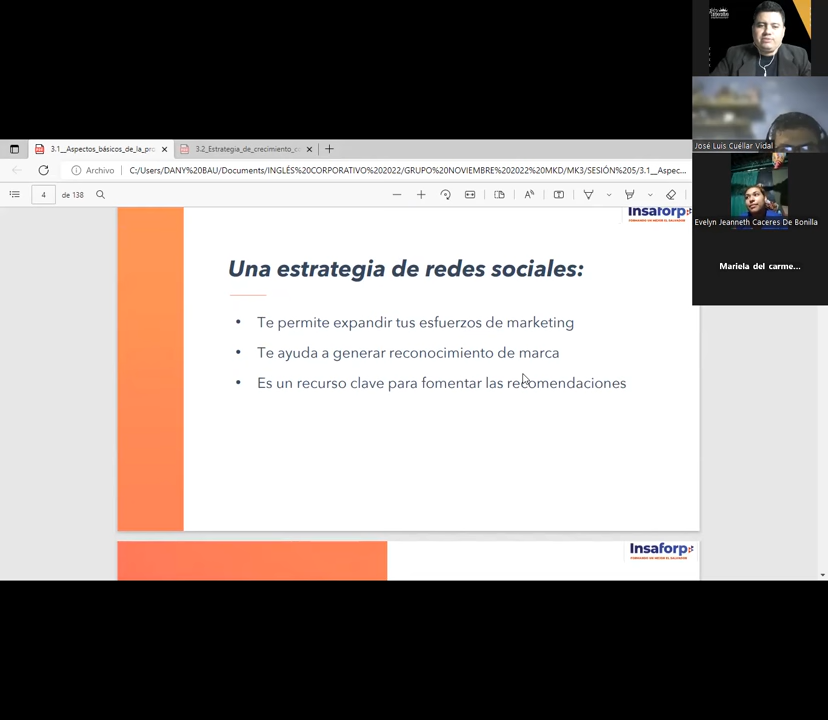 José Luis Cuéllar Vidal
3.1__Aspectos_básicos_de_la_pro
3.2_Estrategia_de_crecimiento_c
Archivo
C:/Users/DANY%20BAU/Documents/INGLÉS%20CORPORATIVO%202022/GRUPO%20NOVIEMBRE%202022%20MKD/MK3/SESIÓN%205/3.1__Aspec...
4 de 138
Evelyn Jeanneth Caceres De Bonilla
Insaforp
Mariela del carme...
Una estrategia de redes sociales:
• Te permite expandir tus esfuerzos de marketing
• Te ayuda a generar reconocimiento de marca
• Es un recurso clave para fomentar las recomendaciones
Insaforp